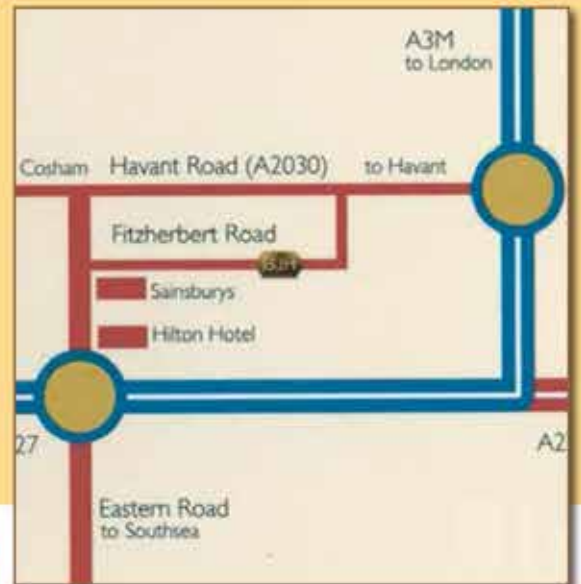 A3M
to London
Cosham Havant Road (A2030) to Havant
Fitzherbert Road
Sainsburys
Hilton Hotel
27
A2
Eastern Road
to Southsea